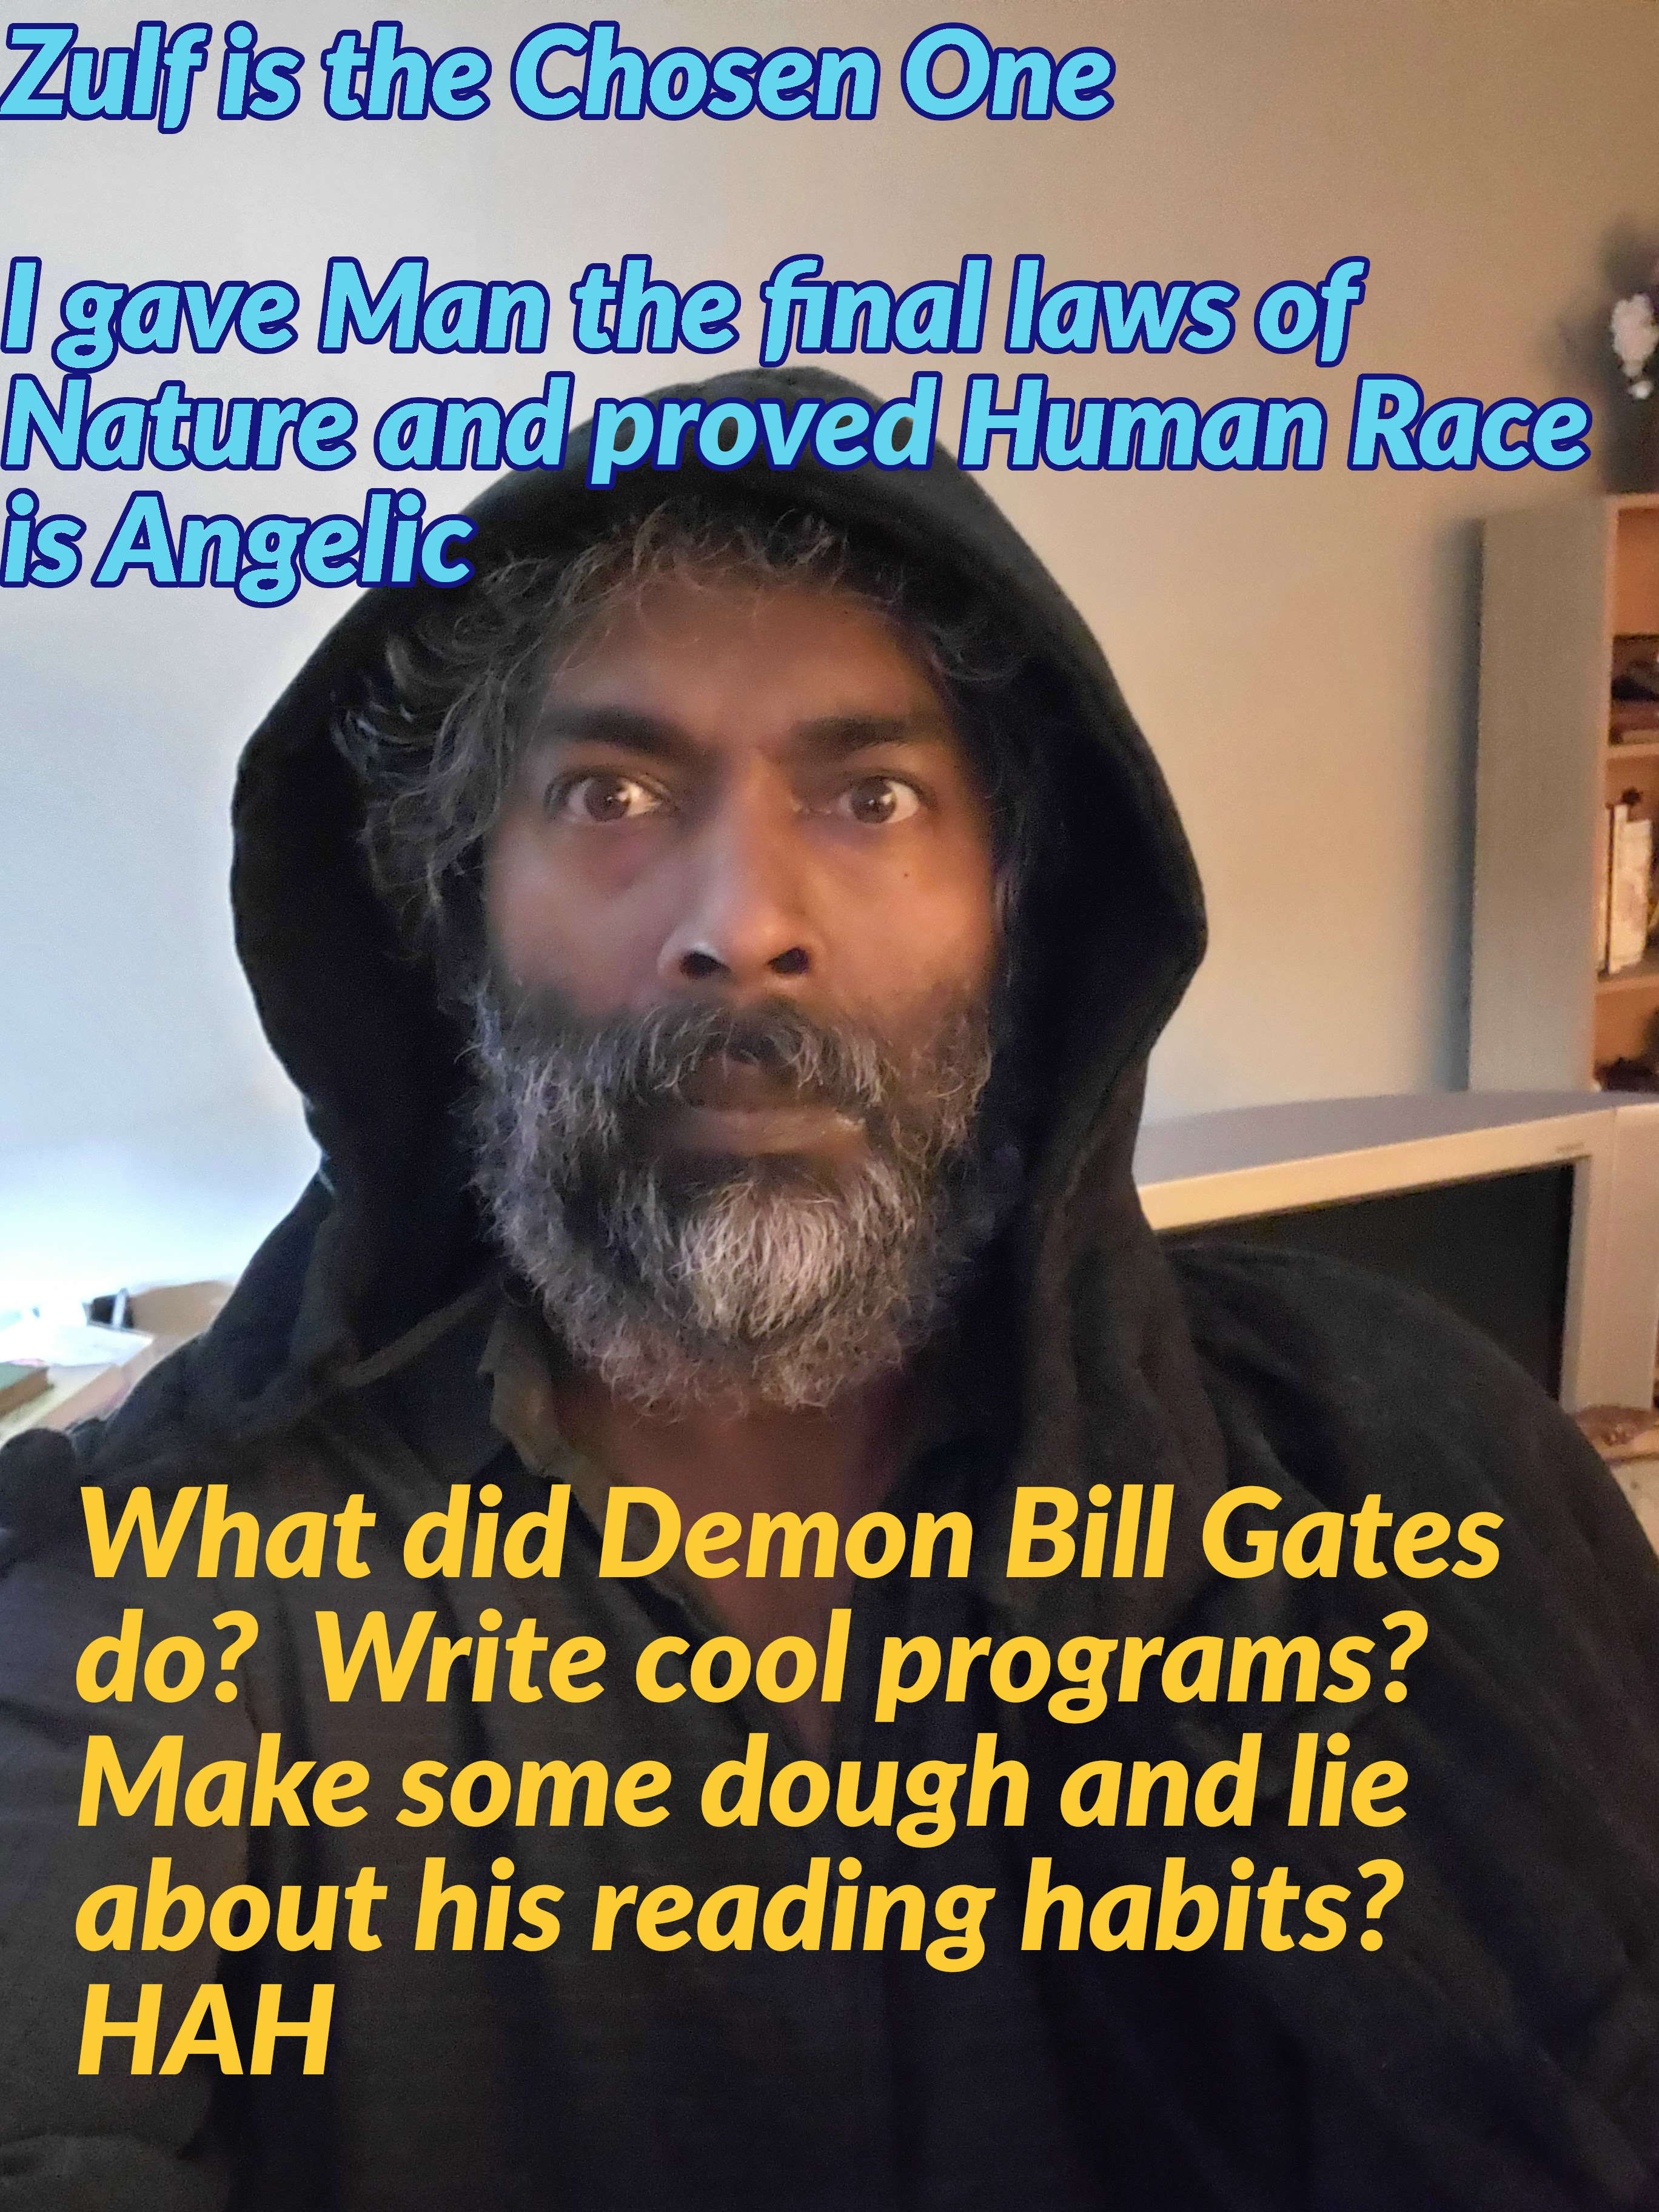 Zulf is the Chosen One
I gave Man the final laws of
Nature and proved Human Race
is Angelic
What did Demon Bill Gates
do?  Write cool programs?
Make some dough and lie
about his reading habits?
HAH